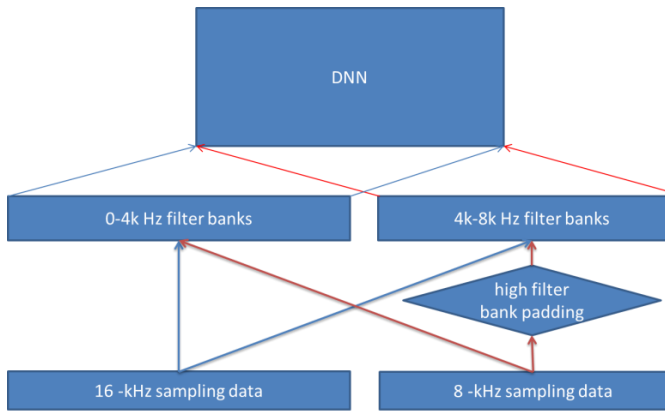 DNN
0-4k Hz filter banks
4k-8k Hz filter banks
high filter
bank padding
16 -kHz sampling data
8 -kHz sampling data